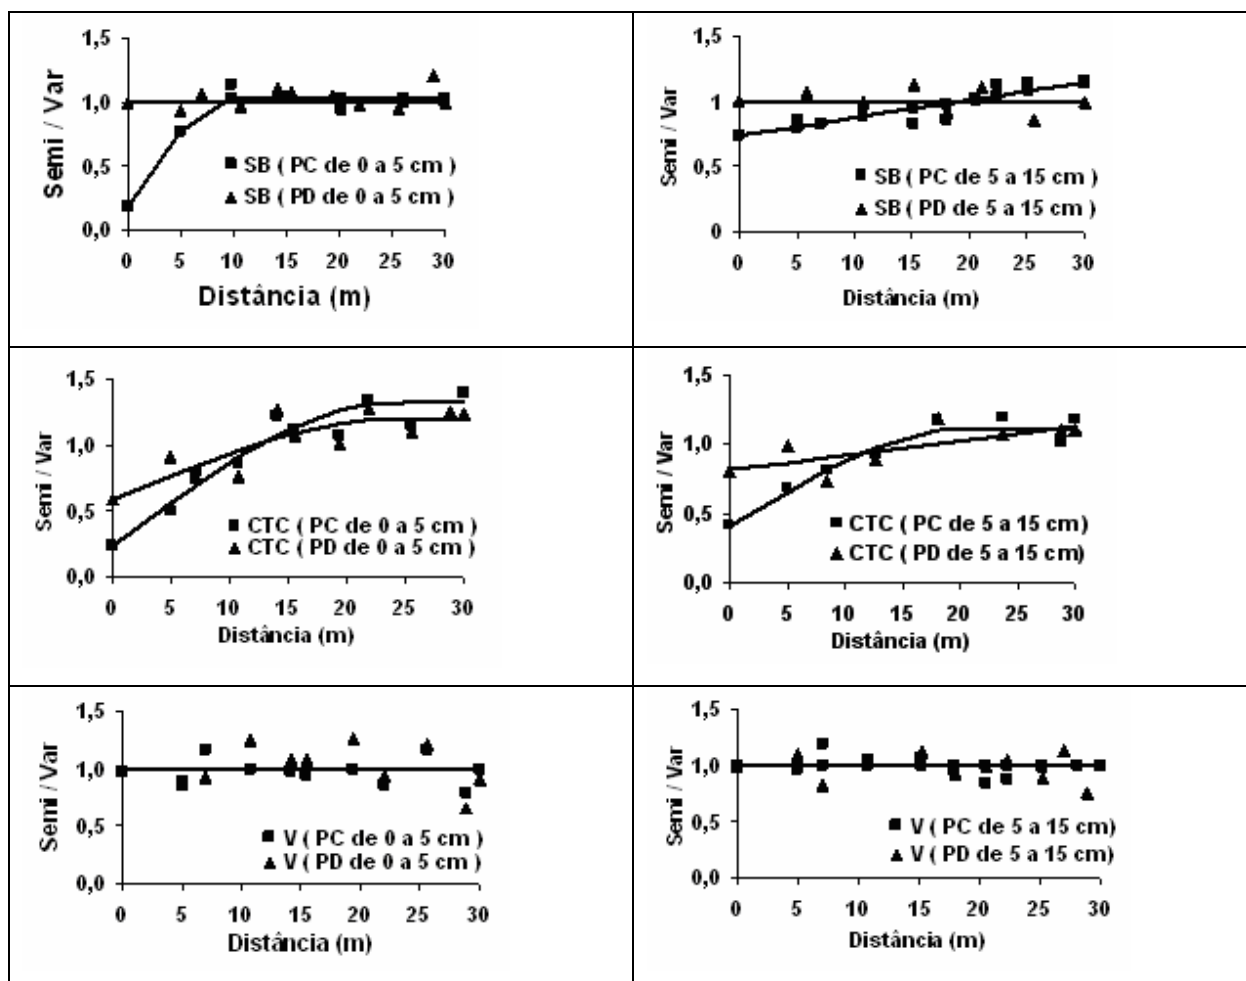 1,5
1,0
0,5
0,0
Semi / Var
SB ( PC de 0 a 5 cm )
SB ( PD de 0 a 5 cm )
0 5 10 15 20 25 30
Distância (m)
1,5
1
0,5
0
Semi / Var
SB ( PC de 5 a 15 cm )
SB ( PD de 5 a 15 cm )
0 5 10 15 20 25 30
Distância (m)
1,5
1,0
0,5
0,0
Semi / Var
CTC ( PC de 0 a 5 cm )
CTC ( PD de 0 a 5 cm )
0 5 10 15 20 25 30
Distância (m)
1,5
1,0
0,5
0,0
Semi / Var
CTC ( PC de 5 a 15 cm)
CTC ( PD de 5 a 15 cm)
0 5 10 15 20 25 30
Distância (m)
1,5
1,0
0,5
0,0
Semi / Var
V ( PC de 0 a 5 cm )
V ( PD de 0 a 5 cm )
0 5 10 15 20 25 30
Distância (m)
1,5
1,0
0,5
0,0
Semi / Var
V ( PC de 5 a 15 cm)
V ( PD de 5 a 15 cm)
0 5 10 15 20 25 30
Distância (m)